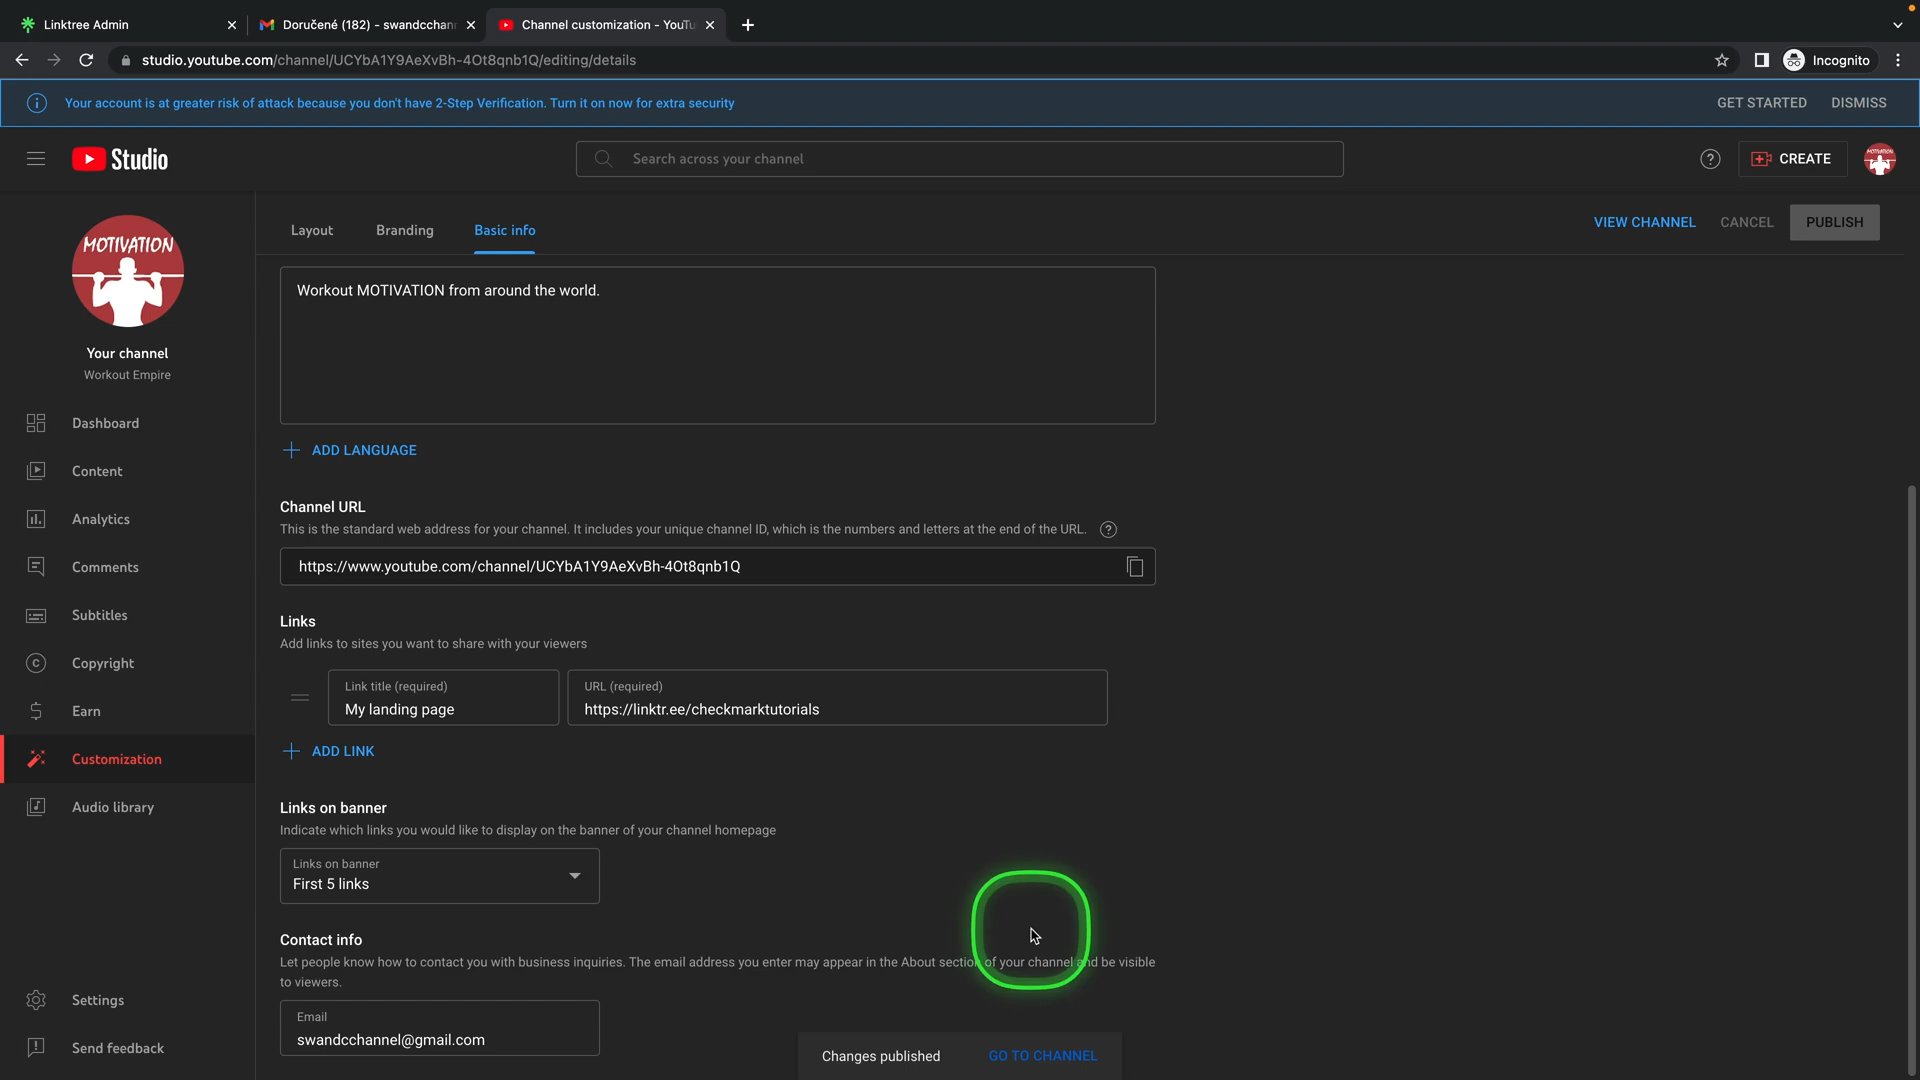 Linktree Admin
Doručené (182) - swandcchann
Channel customization - YouTu
studio.youtube.com/channel/UCYbA1Y9AeXvBh-4Ot8qnb1Q/editing/details
Incognito
Your account is at greater risk of attack because you don't have 2-Step Verification. Turn it on now for extra security
GET STARTED
DISMISS
Studio
Search across your channel
CREATE
MOTIVATION
Layout
Branding
Basic info
VIEW CHANNEL
CANCEL
PUBLISH
MOTIVATION
Your channel
Workout Empire
Dashboard
Content
Analytics
Comments
Subtitles
Copyright
Earn
Customization
Audio library
Settings
Send feedback
Workout MOTIVATION from around the world.
ADD LANGUAGE
Channel URL
This is the standard web address for your channel. It includes your unique channel ID, which is the numbers and letters at the end of the URL.
https://www.youtube.com/channel/UCYbA1Y9AeXvBh-4Ot8qnb1Q
Links
Add links to sites you want to share with your viewers
Link title (required)
My landing page
URL (required)
https://linktr.ee/checkmarktutorials
ADD LINK
Links on banner
Indicate which links you would like to display on the banner of your channel homepage
Links on banner
First 5 links
Contact info
Let people know how to contact you with business inquiries. The email address you enter may appear in the About section of your channel and be visible
to viewers.
Email
swandcchannel@gmail.com
Changes published
GO TO CHANNEL